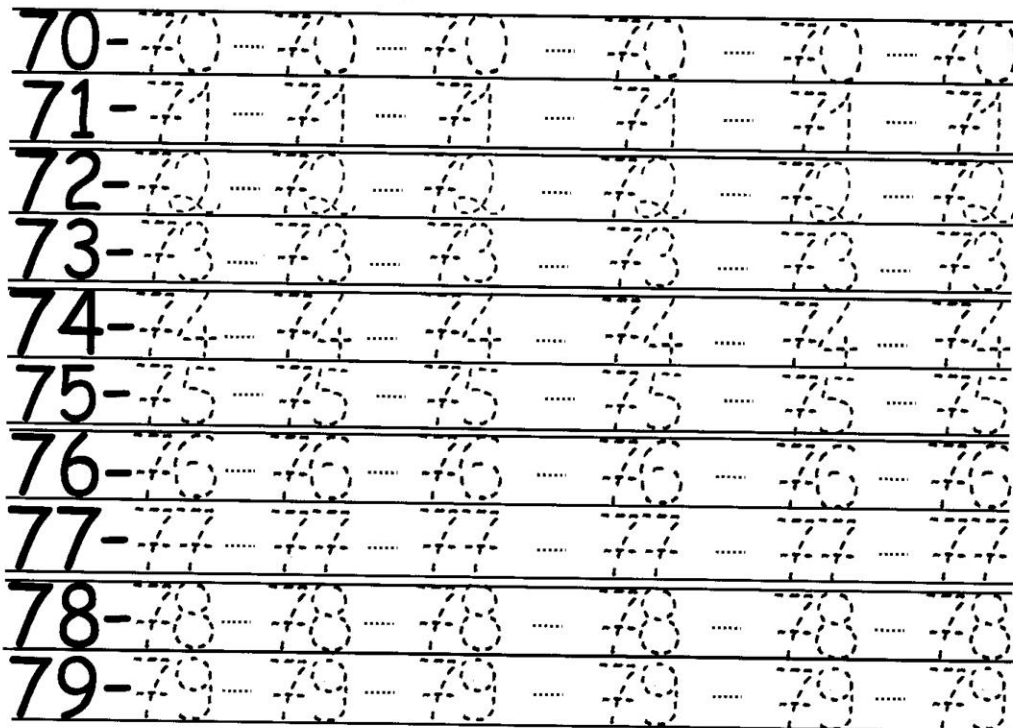 70- 70 ...... 70 ...... 70 ...... 70 ...... 70 ...... 70
71- 71 ...... 71 ...... 71 ...... 71 ...... 71 ...... 71
72- 72 ...... 72 ...... 72 ...... 72 ...... 72 ...... 72
73- 73 ...... 73 ...... 73 ...... 73 ...... 73 ...... 73
74- 74 ...... 74 ...... 74 ...... 74 ...... 74 ...... 74
75- 75 ...... 75 ...... 75 ...... 75 ...... 75 ...... 75
76- 76 ...... 76 ...... 76 ...... 76 ...... 76 ...... 76
77- 77 ...... 77 ...... 77 ...... 77 ...... 77 ...... 77
78- 78 ...... 78 ...... 78 ...... 78 ...... 78 ...... 78
79- 79 ...... 79 ...... 79 ...... 79 ...... 79 ...... 79